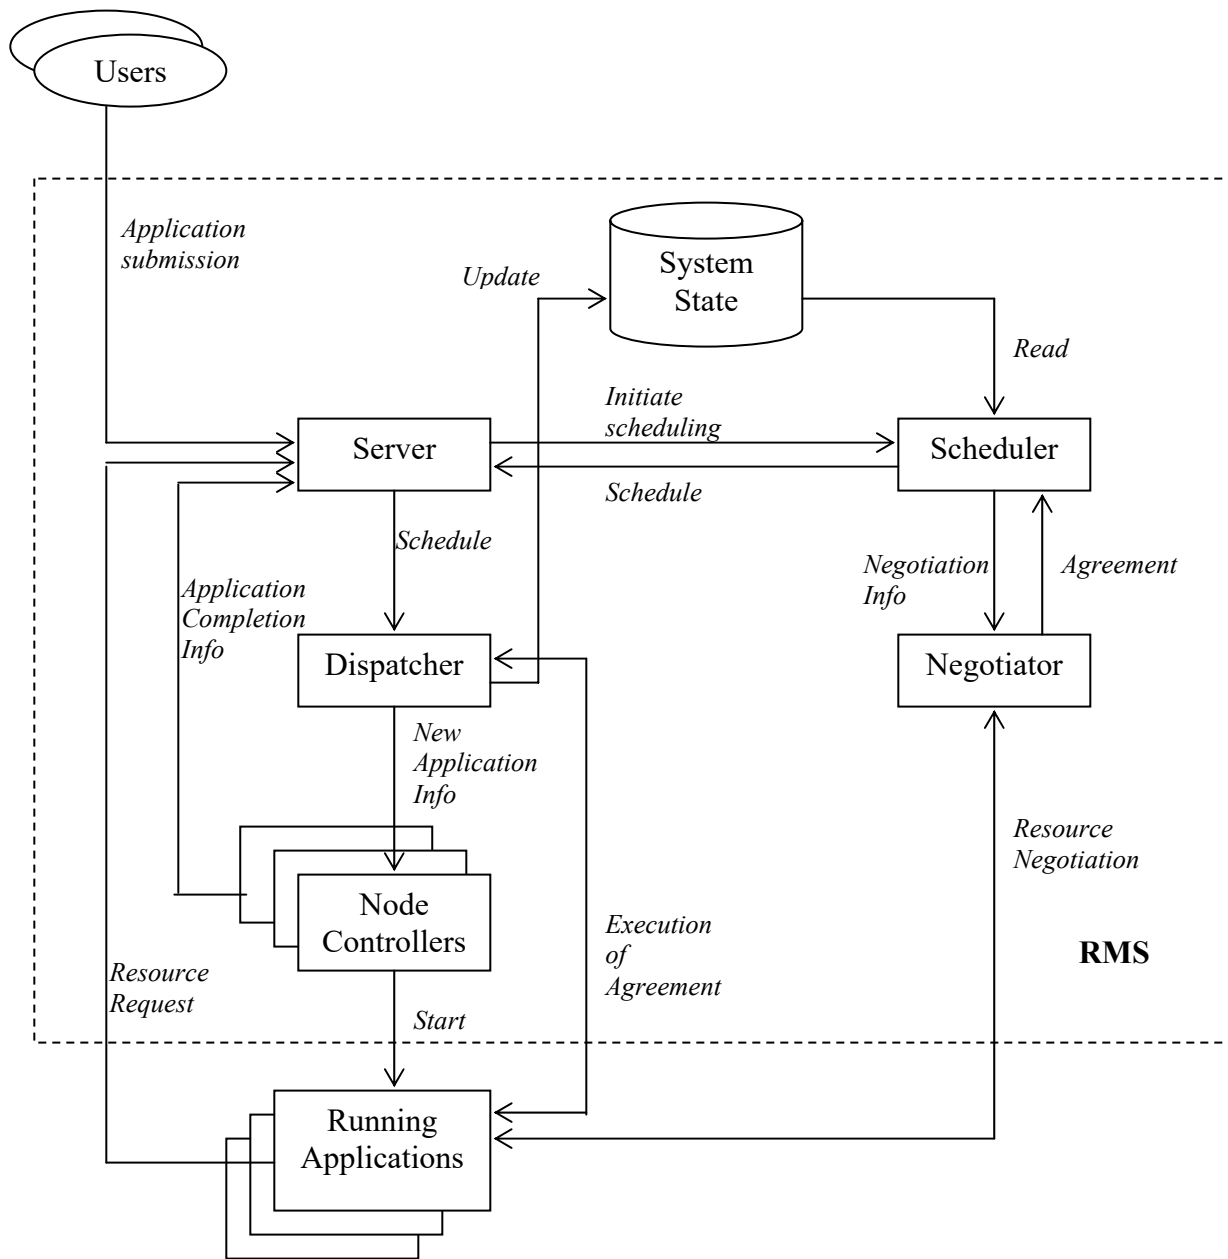 Users
Application
submission
System
State
Update
Read
Initiate
scheduling
Server
Scheduler
Schedule
Schedule
Negotiation
Info
Agreement
Application
Completion
Info
Dispatcher
Negotiator
New
Application
Info
Resource
Negotiation
Node
Controllers
Execution
of
Agreement
RMS
Resource
Request
Start
Running
Applications